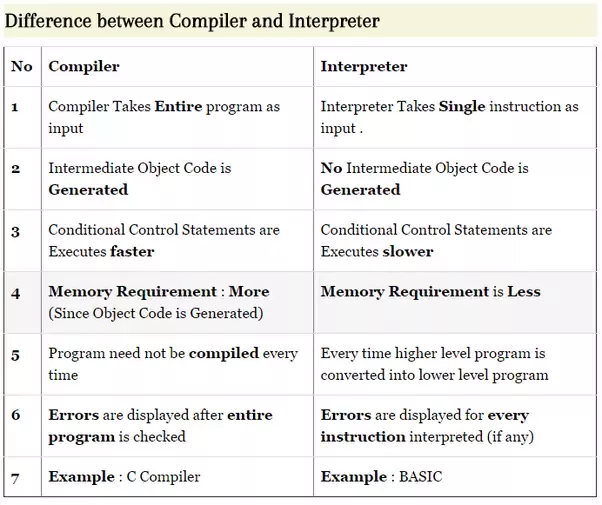 Difference between Compiler and Interpreter
No Compiler Interpreter
1 Compiler Takes Entire program as Interpreter Takes Single instruction as
input input .
2 Intermediate Object Code is No Intermediate Object Code is
Generated Generated
3 Conditional Control Statements are Conditional Control Statements are
Executes faster Executes slower
4 Memory Requirement : More Memory Requirement is Less
(Since Object Code is Generated)
5 Program need not be compiled every Every time higher level program is
time converted into lower level program
6 Errors are displayed after entire Errors are displayed for every
program is checked instruction interpreted (if any)
7 Example : C Compiler Example : BASIC